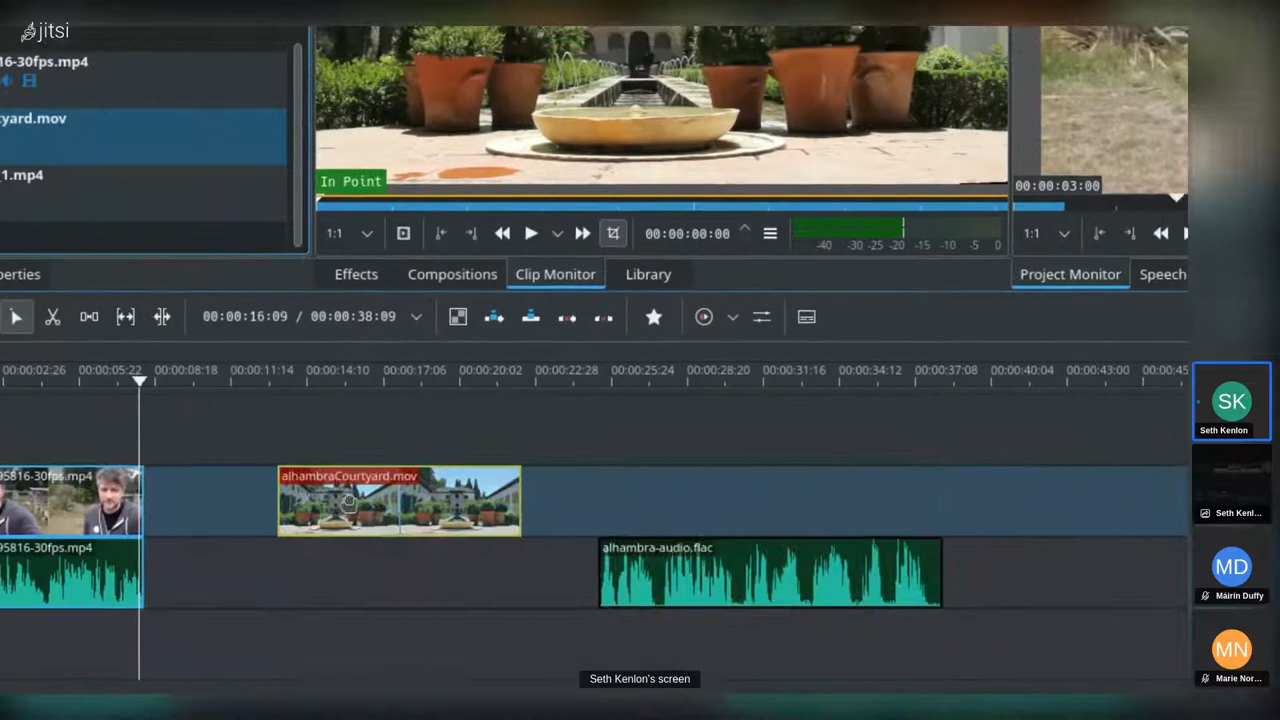 jitsi
16-30fps.mp4
tyard.mov
_1.mp4
In Point
00:00:03:00
1:1
00:00:00:00
-40 -30 -25 -20 -15 -10 -5 0
1:1
perties
Effects
Compositions
Clip Monitor
Library
Project Monitor
Speech
00:00:16:09 / 00:00:38:09
00:00:02:26 00:00:05:22 00:00:08:18 00:00:11:14 00:00:14:10 00:00:17:06 00:00:20:02 00:00:22:28 00:00:25:24 00:00:28:20 00:00:31:16 00:00:34:12 00:00:37:08 00:00:40:04 00:00:43:00 00:00:45
95816-30fps.mp4
alhambraCourtyard.mov
95816-30fps.mp4
alhambra-audio.flac
SK
Seth Kenlon
Seth Kenl...
MD
Máirín Duffy
MN
Marie Nor...
Seth Kenlon's screen